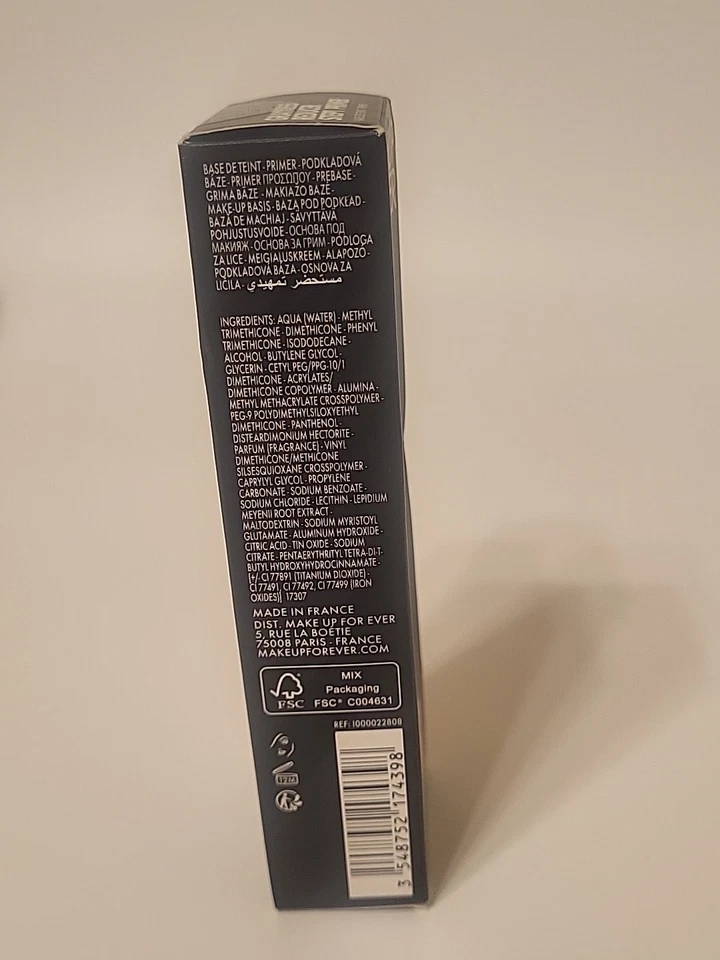 BASE DE TEINT - PRIMER - PODKLADOVÁ
BÁZE - PRIMER ΠΡΟΣΩΠΟΥ - PREBASE -
GRIMA BĀZE - MAKIAŽO BAZĖ -
MAKE-UP BASIS - BAZA POD PODKŁAD -
BAZĂ DE MACHIAJ - SÄVYTTÄVÄ
POHJUSTUSVOIDE - ОСНОВА ПОД
МАКИЯЖ - ОСНОВА ЗА ГРИМ - PODLOGA
ZA LICE - MEIGIALUSKREEM - ALAPOZÓ -
PODKLADOVÁ BÁZA - OSNOVA ZA
LIČILA - مستحضر تمهيدي
INGREDIENTS: AQUA (WATER) - METHYL
TRIMETHICONE - DIMETHICONE - PHENYL
TRIMETHICONE - ISODODECANE -
ALCOHOL - BUTYLENE GLYCOL -
GLYCERIN - CETYL PEG/PPG-10/1
DIMETHICONE - ACRYLATES/
DIMETHICONE COPOLYMER - ALUMINA -
METHYL METHACRYLATE CROSSPOLYMER -
PEG-9 POLYDIMETHYLSILOXYETHYL
DIMETHICONE - PANTHENOL -
DISTEARDIMONIUM HECTORITE -
PARFUM (FRAGRANCE) - VINYL
DIMETHICONE/METHICONE
SILSESQUIOXANE CROSSPOLYMER -
CAPRYLYL GLYCOL - PROPYLENE
CARBONATE - SODIUM BENZOATE -
SODIUM CHLORIDE - LECITHIN - LEPIDIUM
MEYENII ROOT EXTRACT -
MALTODEXTRIN - SODIUM MYRISTOYL
GLUTAMATE - ALUMINUM HYDROXIDE -
CITRIC ACID - TIN OXIDE - SODIUM
CITRATE - PENTAERYTHRITYL TETRA-DI-T-
BUTYL HYDROXYHYDROCINNAMATE -
[+/- CI 77891 (TITANIUM DIOXIDE) -
CI 77491, CI 77492, CI 77499 (IRON
OXIDES)] 17307
MADE IN FRANCE
DIST. MAKE UP FOR EVER
5, RUE LA BOÉTIE
75008 PARIS - FRANCE
MAKEUPFOREVER.COM
FSC
MIX
Packaging
FSC® C004631
REF: I000022808
12M
3 548752 174398